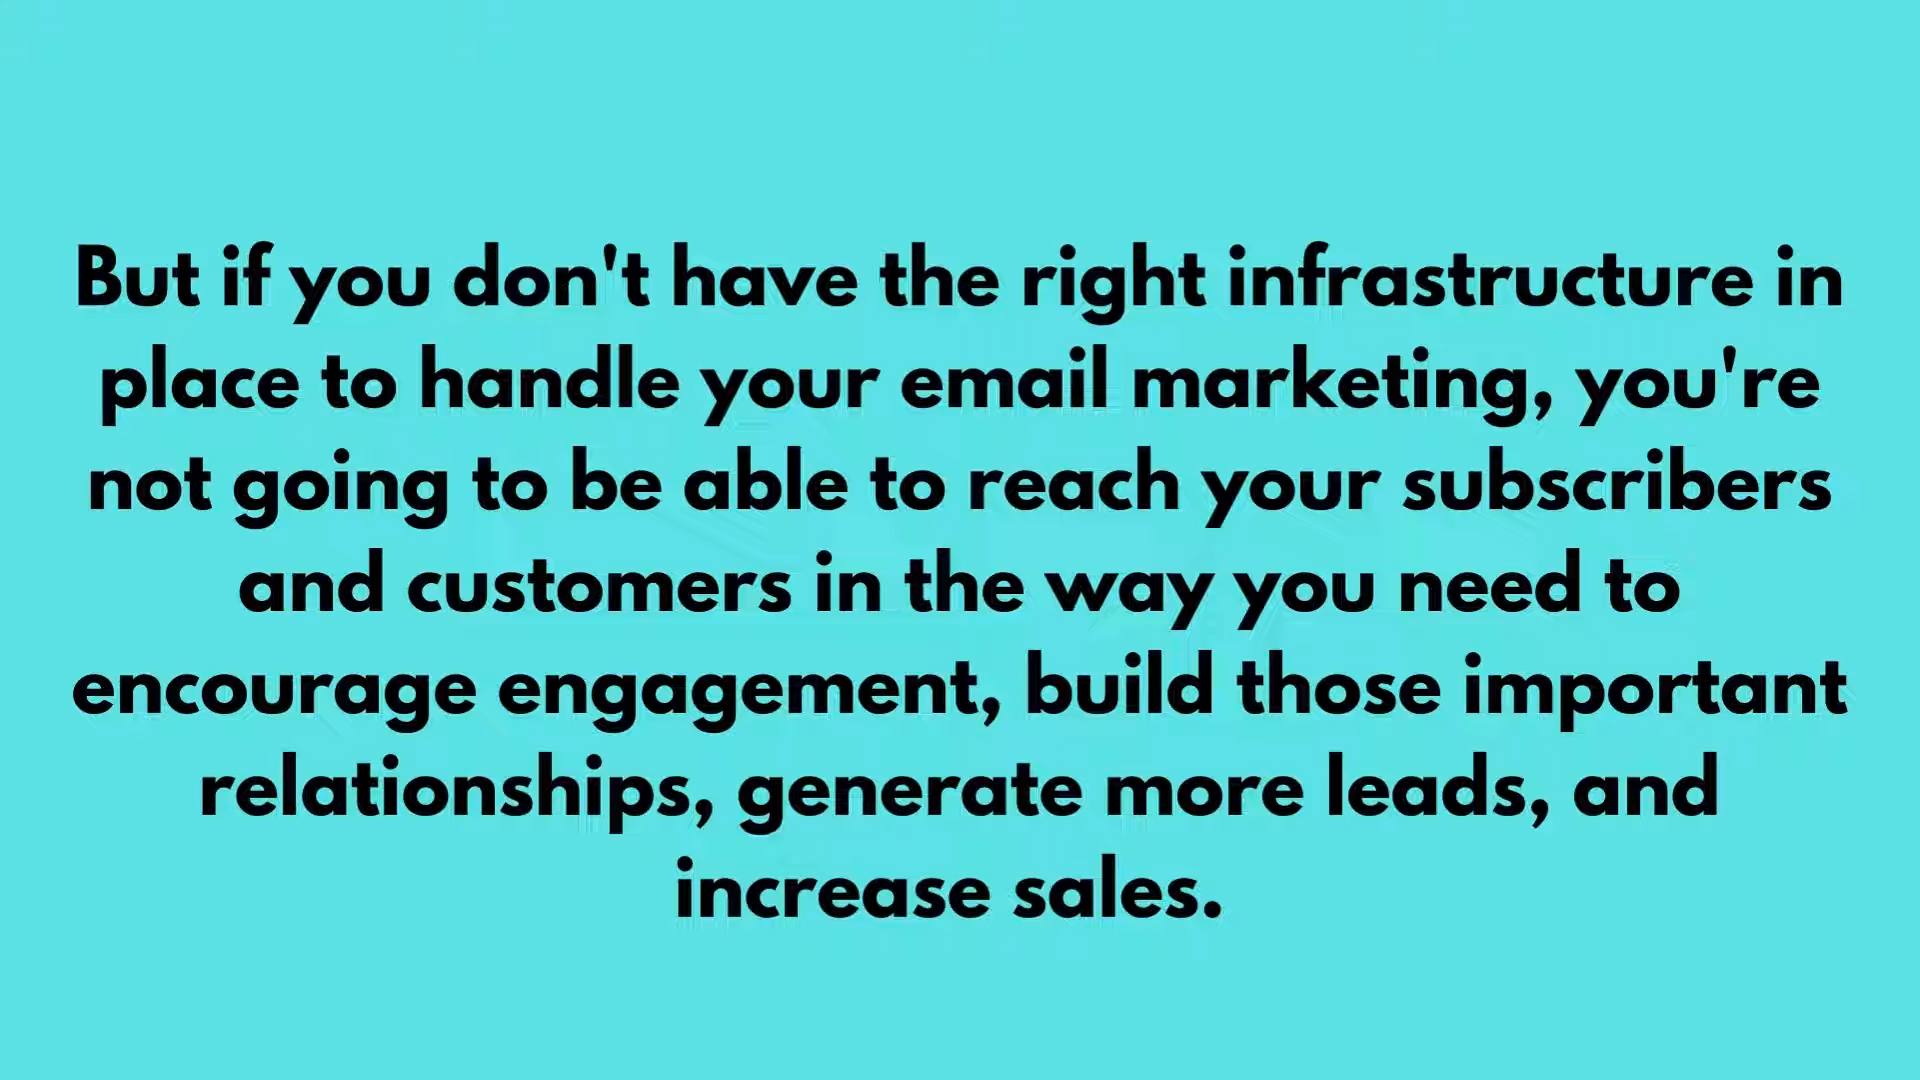 But if you don't have the right infrastructure in
place to handle your email marketing, you're
not going to be able to reach your subscribers
and customers in the way you need to
encourage engagement, build those important
relationships, generate more leads, and
increase sales.